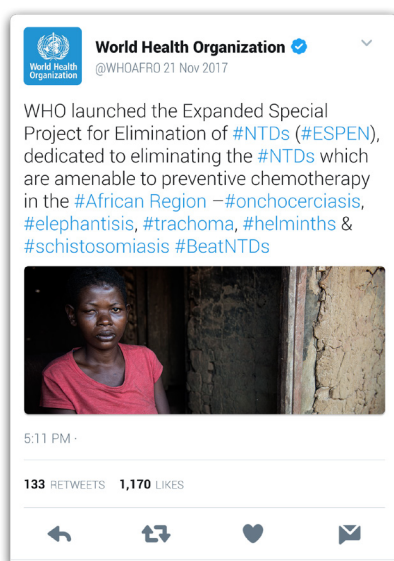 World Health
Organization
World Health Organization
@WHOAFRO 21 Nov 2017
WHO launched the Expanded Special
Project for Elimination of #NTDs (#ESPEN),
dedicated to eliminating the #NTDs which
are amenable to preventive chemotherapy
in the #African Region –#onchocerciasis,
#elephantisis, #trachoma, #helminths &
#schistosomiasis #BeatNTDs
5:11 PM ·
133 RETWEETS 1,170 LIKES